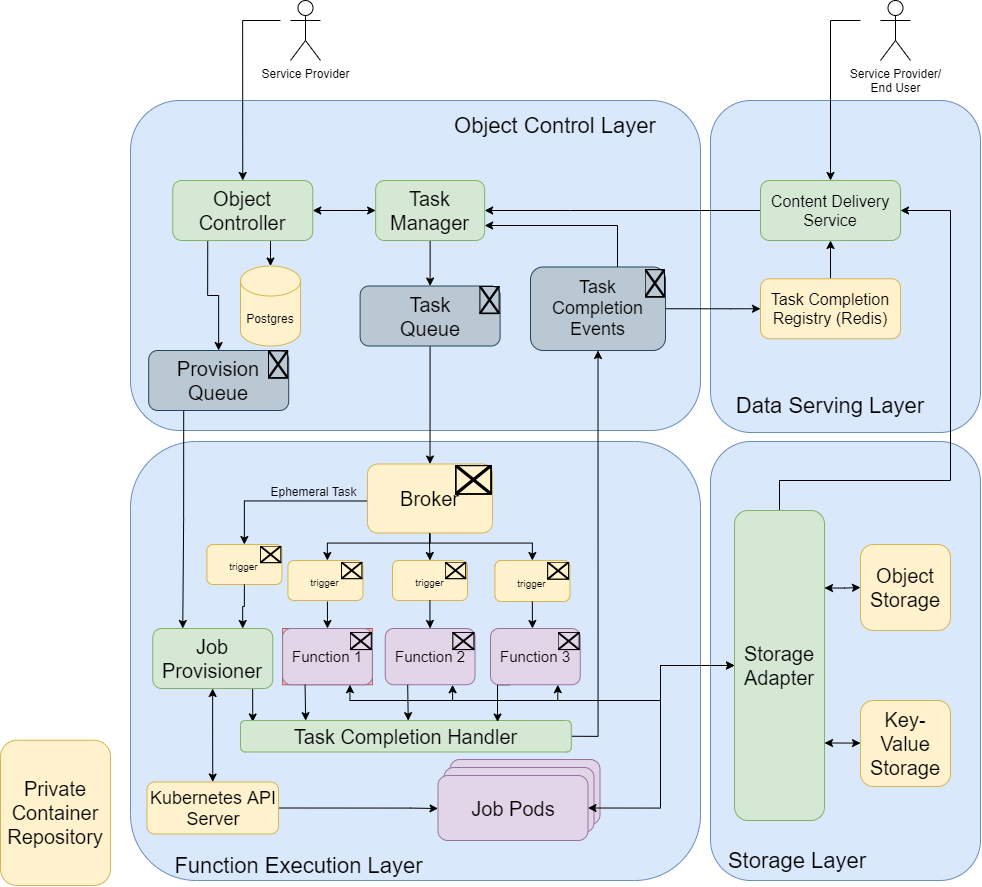 Service Provider
Service Provider/
End User
Object Control Layer
Object
Controller
Task
Manager
Content Delivery
Service
Postgres
Task
Queue
Task
Completion
Events
Task Completion
Registry (Redis)
Provision
Queue
Data Serving Layer
Ephemeral Task
Broker
trigger
trigger
trigger
trigger
Job
Provisioner
Function 1
Function 2
Function 3
Task Completion Handler
Storage
Adapter
Object
Storage
Key-
Value
Storage
Private
Container
Repository
Kubernetes API
Server
Job Pods
Function Execution Layer
Storage Layer